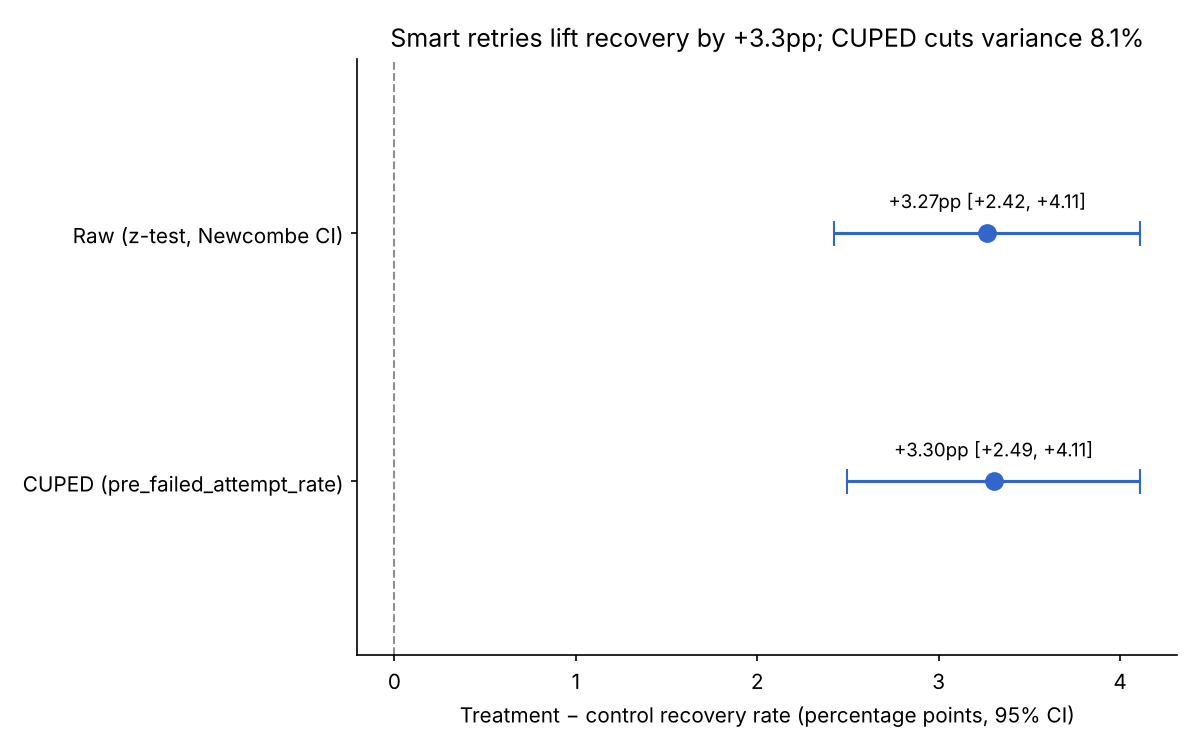 Smart retries lift recovery by +3.3pp; CUPED cuts variance 8.1%
+3.27pp [+2.42, +4.11]
Raw (z-test, Newcombe CI)
+3.30pp [+2.49, +4.11]
CUPED (pre_failed_attempt_rate)
0 1 2 3 4
Treatment − control recovery rate (percentage points, 95% CI)